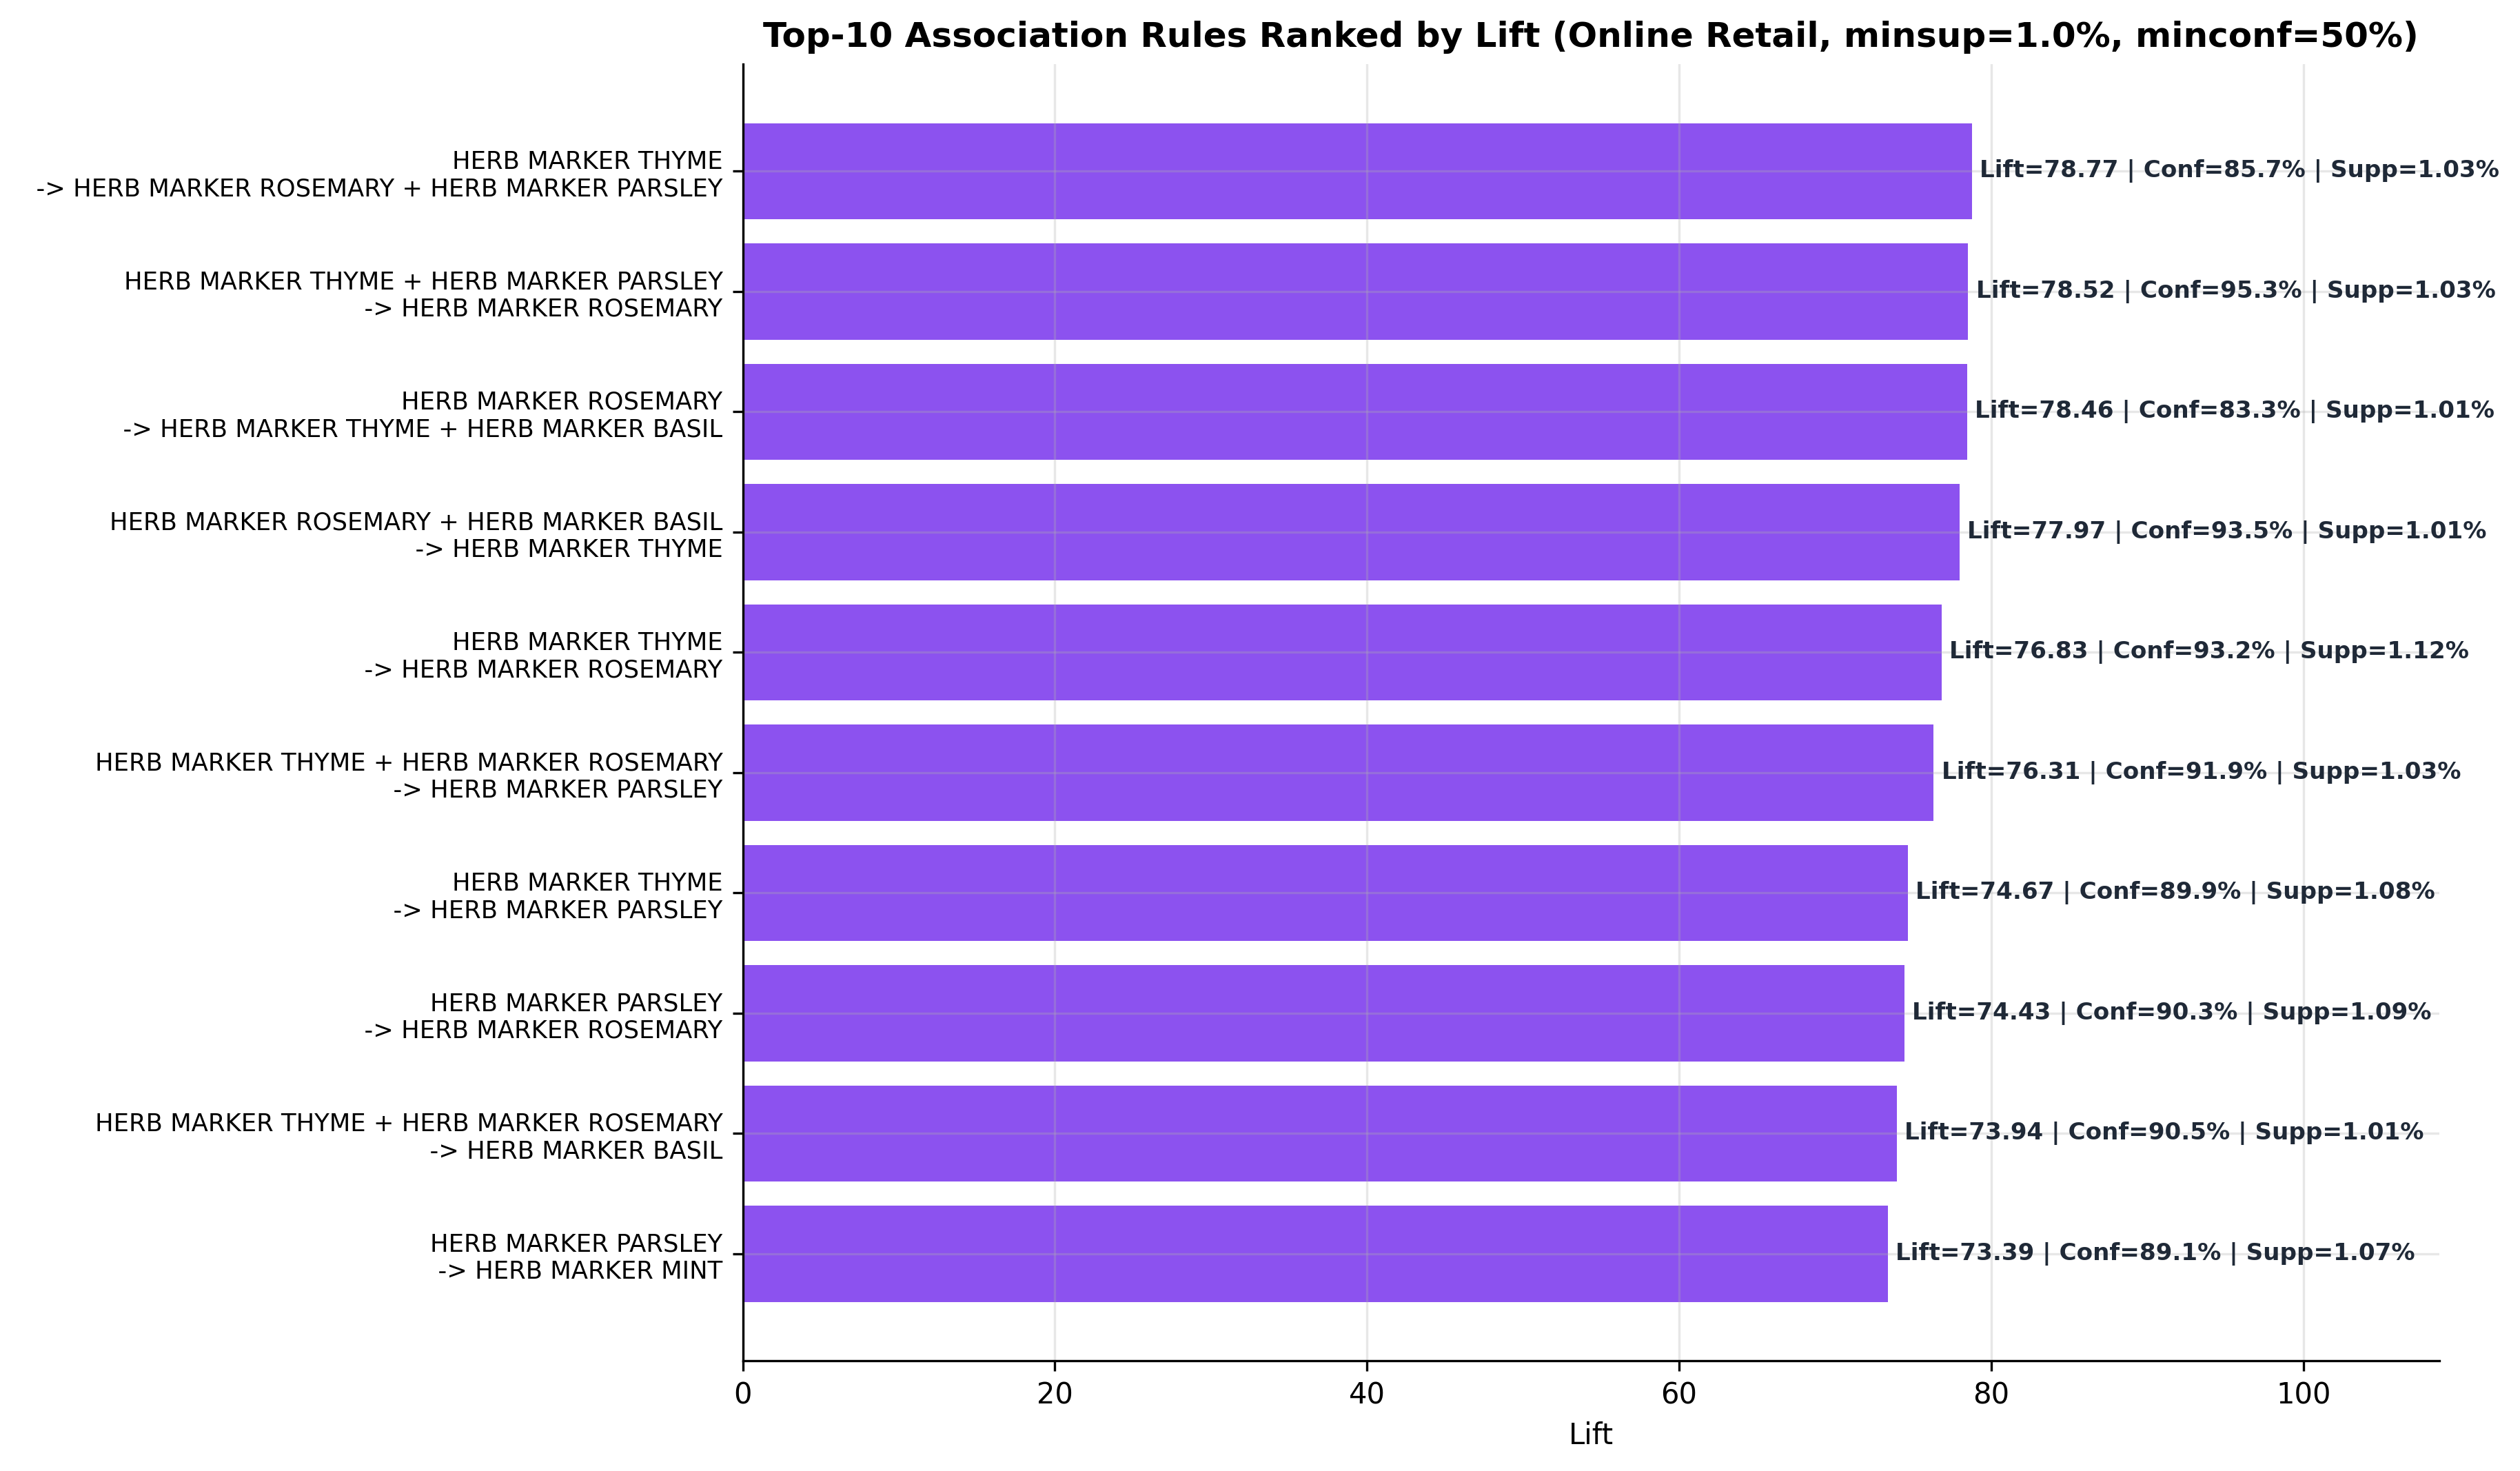 Top-10 Association Rules Ranked by Lift (Online Retail, minsup=1.0%, minconf=50%)
HERB MARKER THYME
-> HERB MARKER ROSEMARY + HERB MARKER PARSLEY
Lift=78.77 | Conf=85.7% | Supp=1.03%
HERB MARKER THYME + HERB MARKER PARSLEY
-> HERB MARKER ROSEMARY
Lift=78.52 | Conf=95.3% | Supp=1.03%
HERB MARKER ROSEMARY
-> HERB MARKER THYME + HERB MARKER BASIL
Lift=78.46 | Conf=83.3% | Supp=1.01%
HERB MARKER ROSEMARY + HERB MARKER BASIL
-> HERB MARKER THYME
Lift=77.97 | Conf=93.5% | Supp=1.01%
HERB MARKER THYME
-> HERB MARKER ROSEMARY
Lift=76.83 | Conf=93.2% | Supp=1.12%
HERB MARKER THYME + HERB MARKER ROSEMARY
-> HERB MARKER PARSLEY
Lift=76.31 | Conf=91.9% | Supp=1.03%
HERB MARKER THYME
-> HERB MARKER PARSLEY
Lift=74.67 | Conf=89.9% | Supp=1.08%
HERB MARKER PARSLEY
-> HERB MARKER ROSEMARY
Lift=74.43 | Conf=90.3% | Supp=1.09%
HERB MARKER THYME + HERB MARKER ROSEMARY
-> HERB MARKER BASIL
Lift=73.94 | Conf=90.5% | Supp=1.01%
HERB MARKER PARSLEY
-> HERB MARKER MINT
Lift=73.39 | Conf=89.1% | Supp=1.07%
0 20 40 60 80 100
Lift